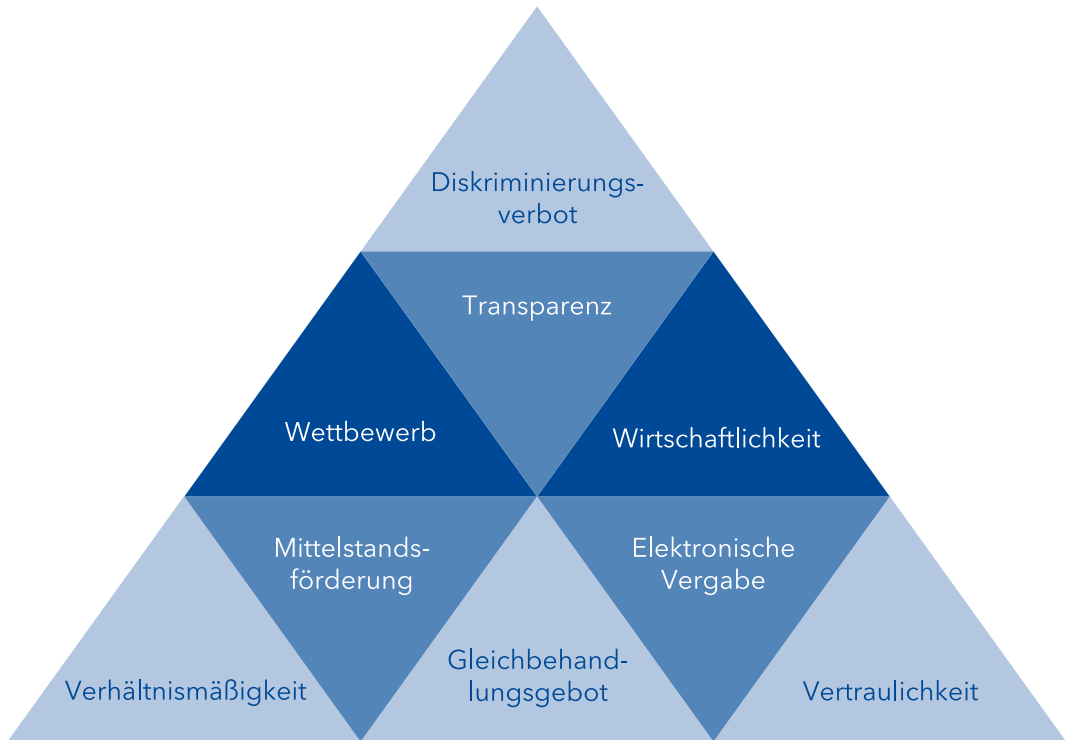 Diskriminierungs-
verbot
Transparenz
Wettbewerb
Wirtschaftlichkeit
Mittelstands-
förderung
Elektronische
Vergabe
Verhältnismäßigkeit
Gleichbehand-
lungsgebot
Vertraulichkeit